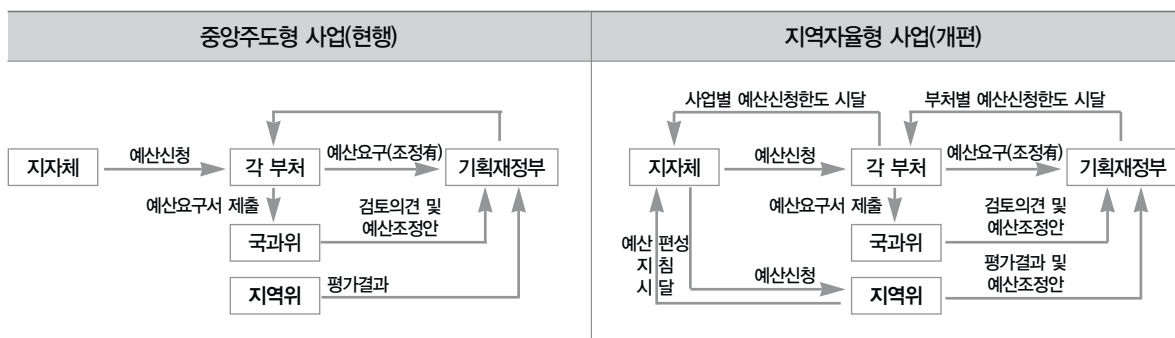 중앙주도형 사업(현행)
지역자율형 사업(개편)
지자체
예산신청
각 부처
예산요구(조정有)
기획재정부
예산요구서 제출
검토의견 및
예산조정안
국과위
지역위
평가결과
사업별 예산신청한도 시달
부처별 예산신청한도 시달
지자체
예산신청
각 부처
예산요구(조정有)
기획재정부
예산요구서 제출
검토의견 및
예산조정안
국과위
예산 편성
지 침
시 달
예산신청
지역위
평가결과 및
예산조정안